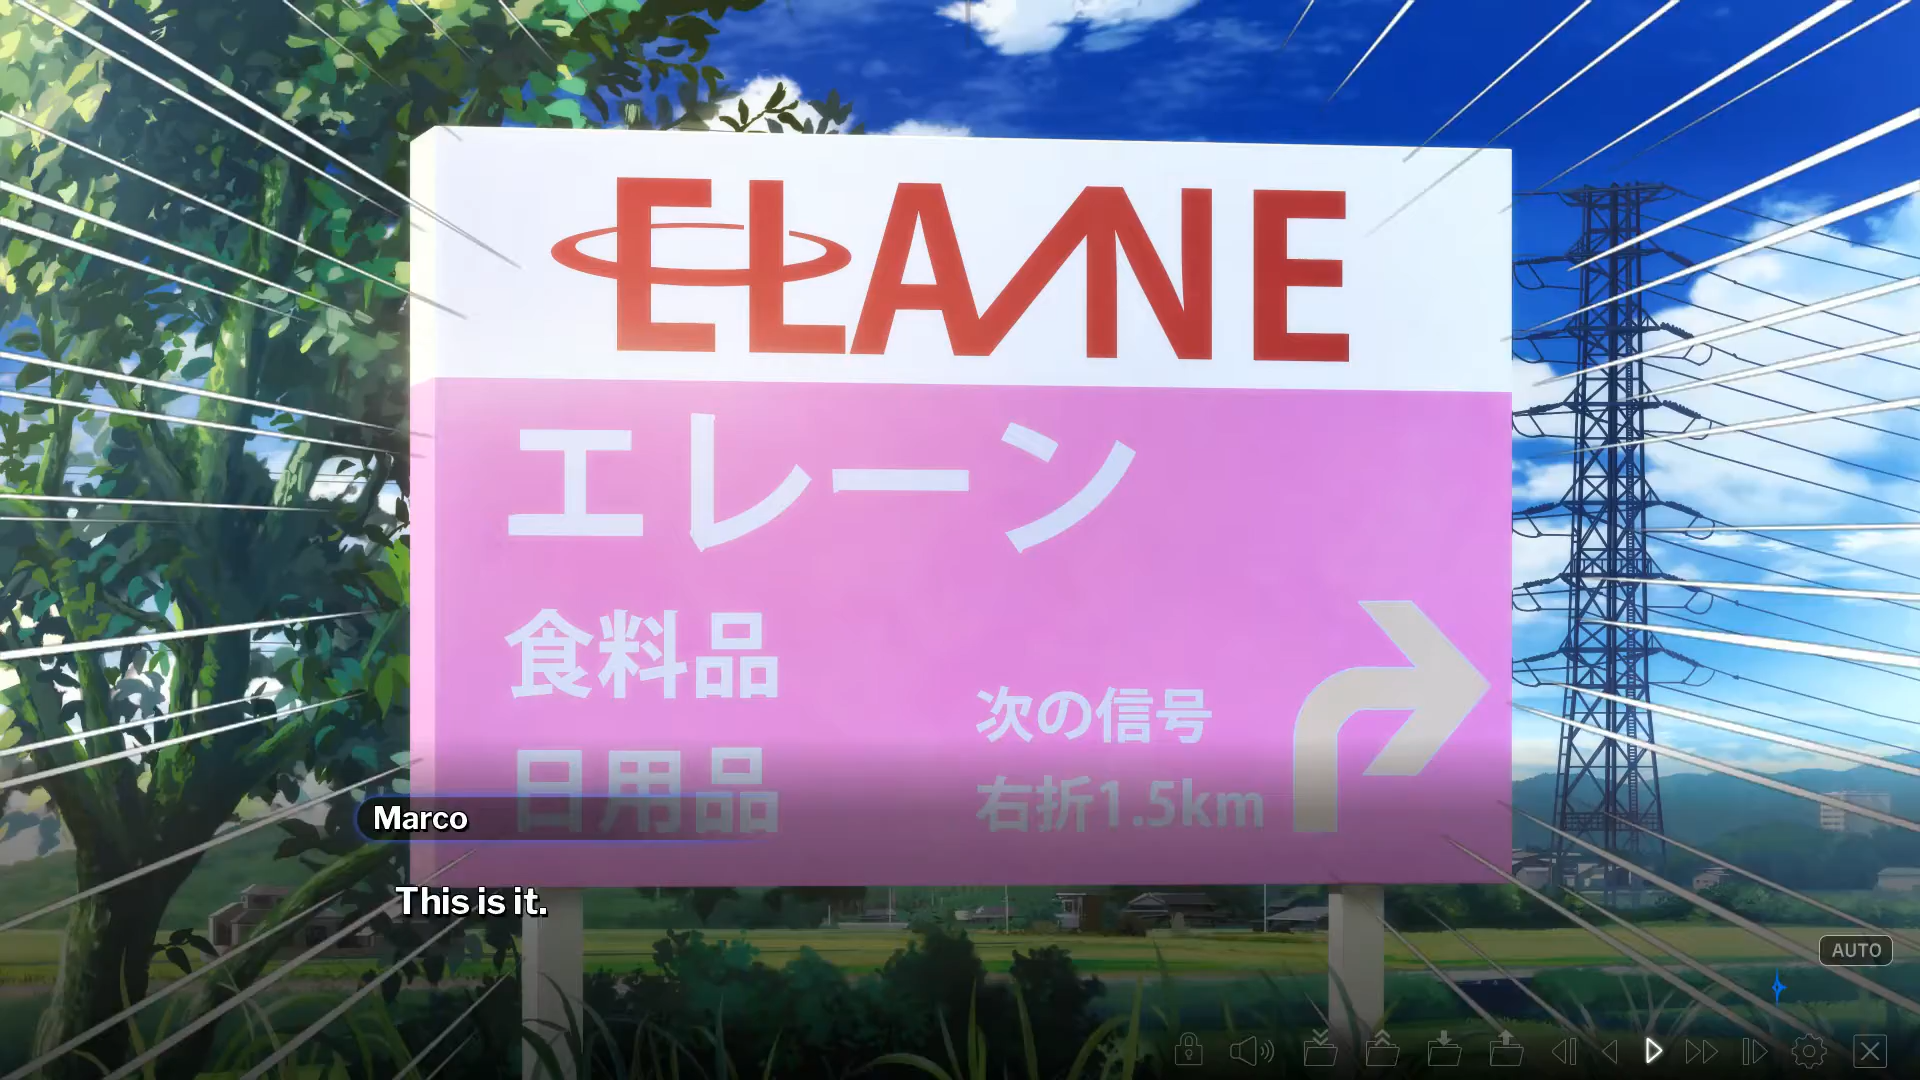 ELANE
エレーン
食料品
日用品
次の信号
右折1.5km
Marco
This is it.
AUTO